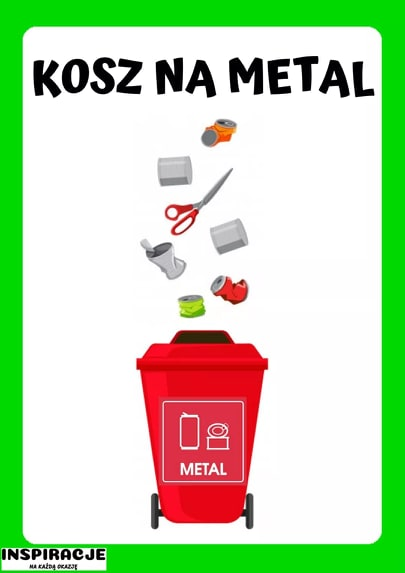 KOSZ NA METAL
METAL
INSPIRACJE
NA KAŻDĄ OKAZJĘ